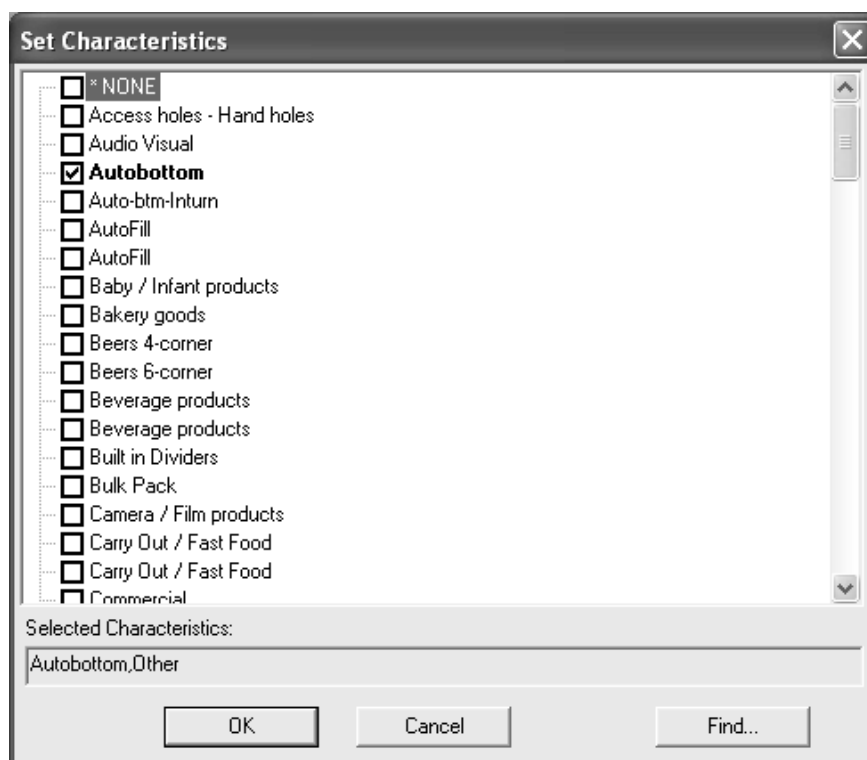 Set Characteristics
* NONE
Access holes - Hand holes
Audio Visual
Autobottom
Auto-btm-Inturn
AutoFill
AutoFill
Baby / Infant products
Bakery goods
Beers 4-corner
Beers 6-corner
Beverage products
Beverage products
Built in Dividers
Bulk Pack
Camera / Film products
Carry Out / Fast Food
Carry Out / Fast Food
Commercial
Selected Characteristics:
Autobottom,Other
OK Cancel Find...